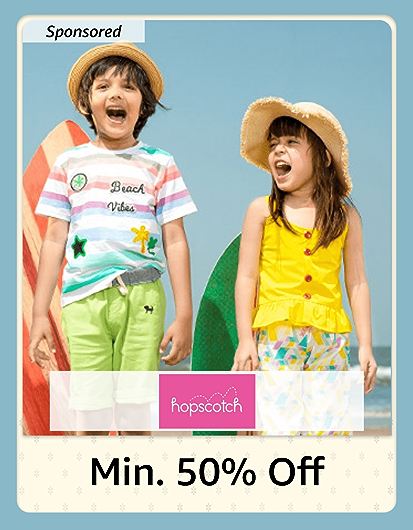 Sponsored
Beach
Vibes
hopscotch
Min. 50% Off